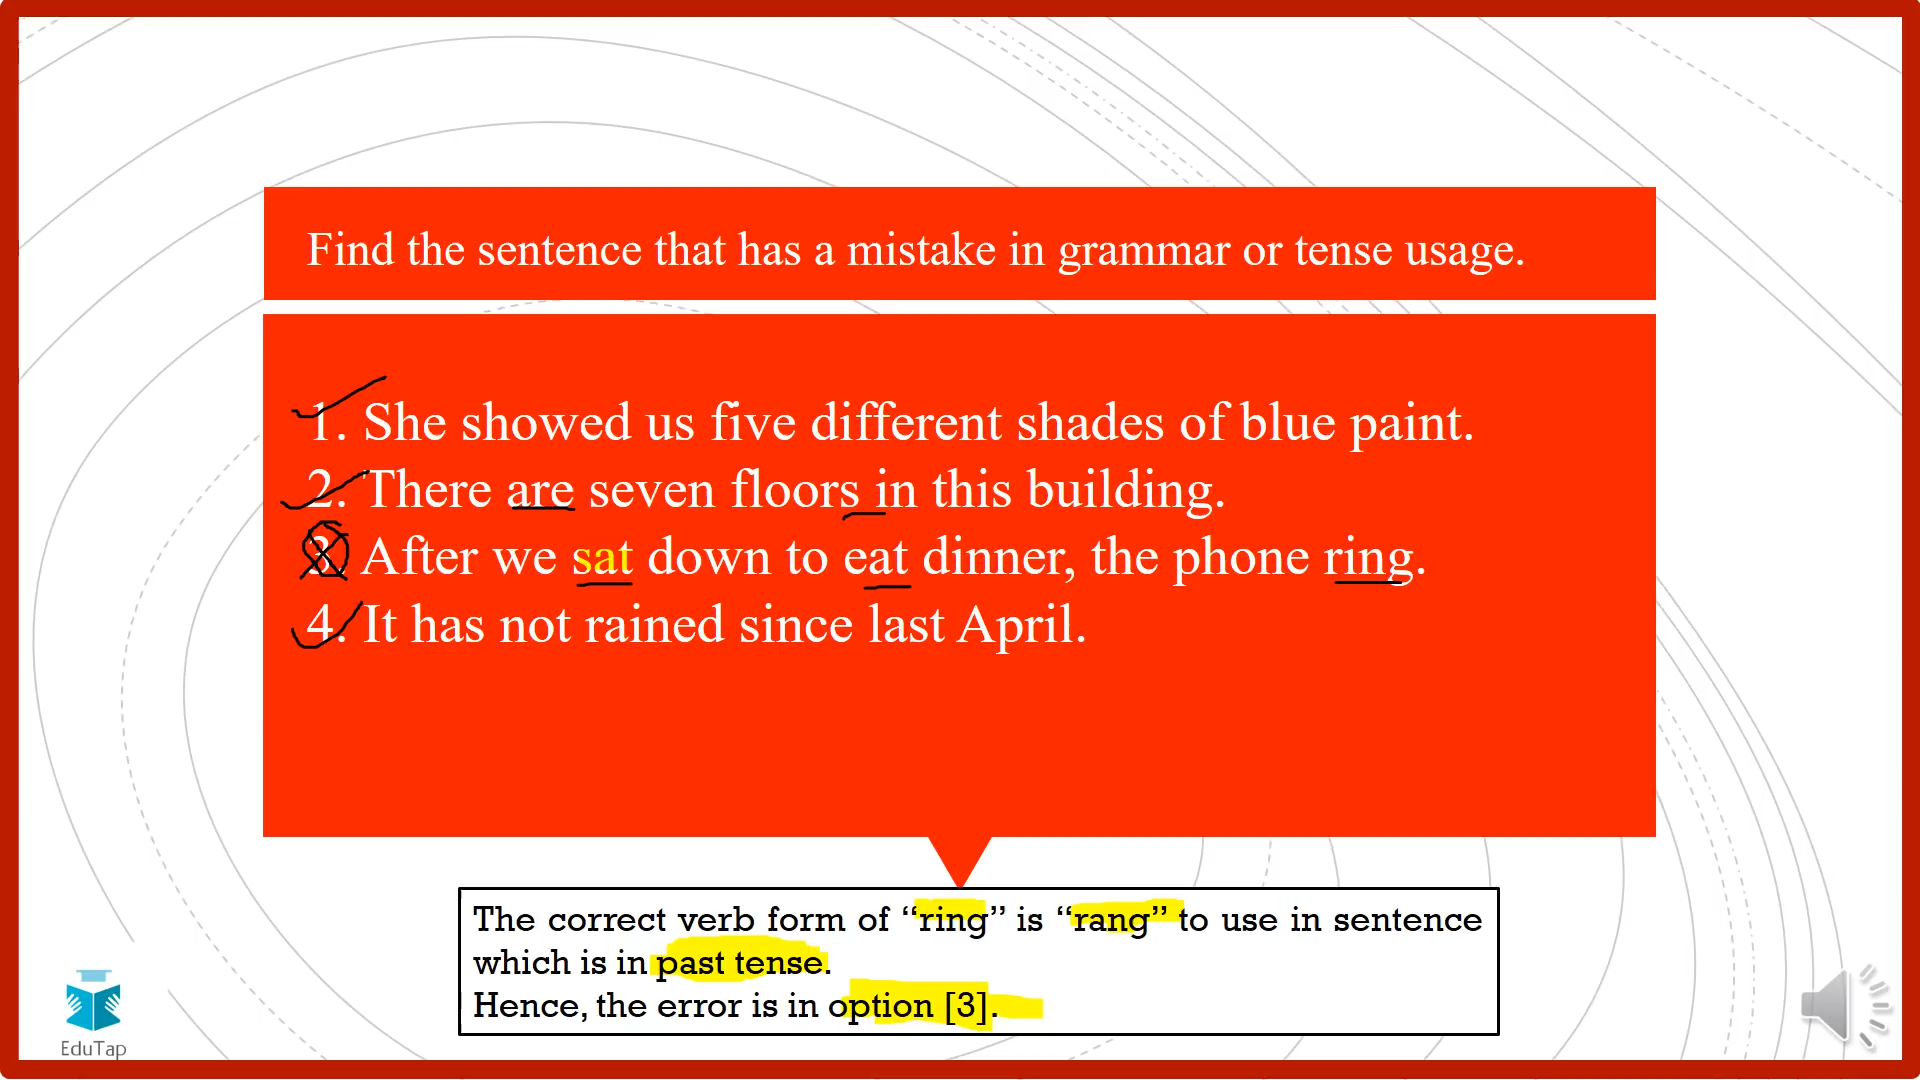 Find the sentence that has a mistake in grammar or tense usage.
1. She showed us five different shades of blue paint.
2. There are seven floors in this building.
3. After we sat down to eat dinner, the phone ring.
4. It has not rained since last April.
The correct verb form of “ring” is “rang” to use in sentence
which is in past tense.
Hence, the error is in option [3].
EduTap